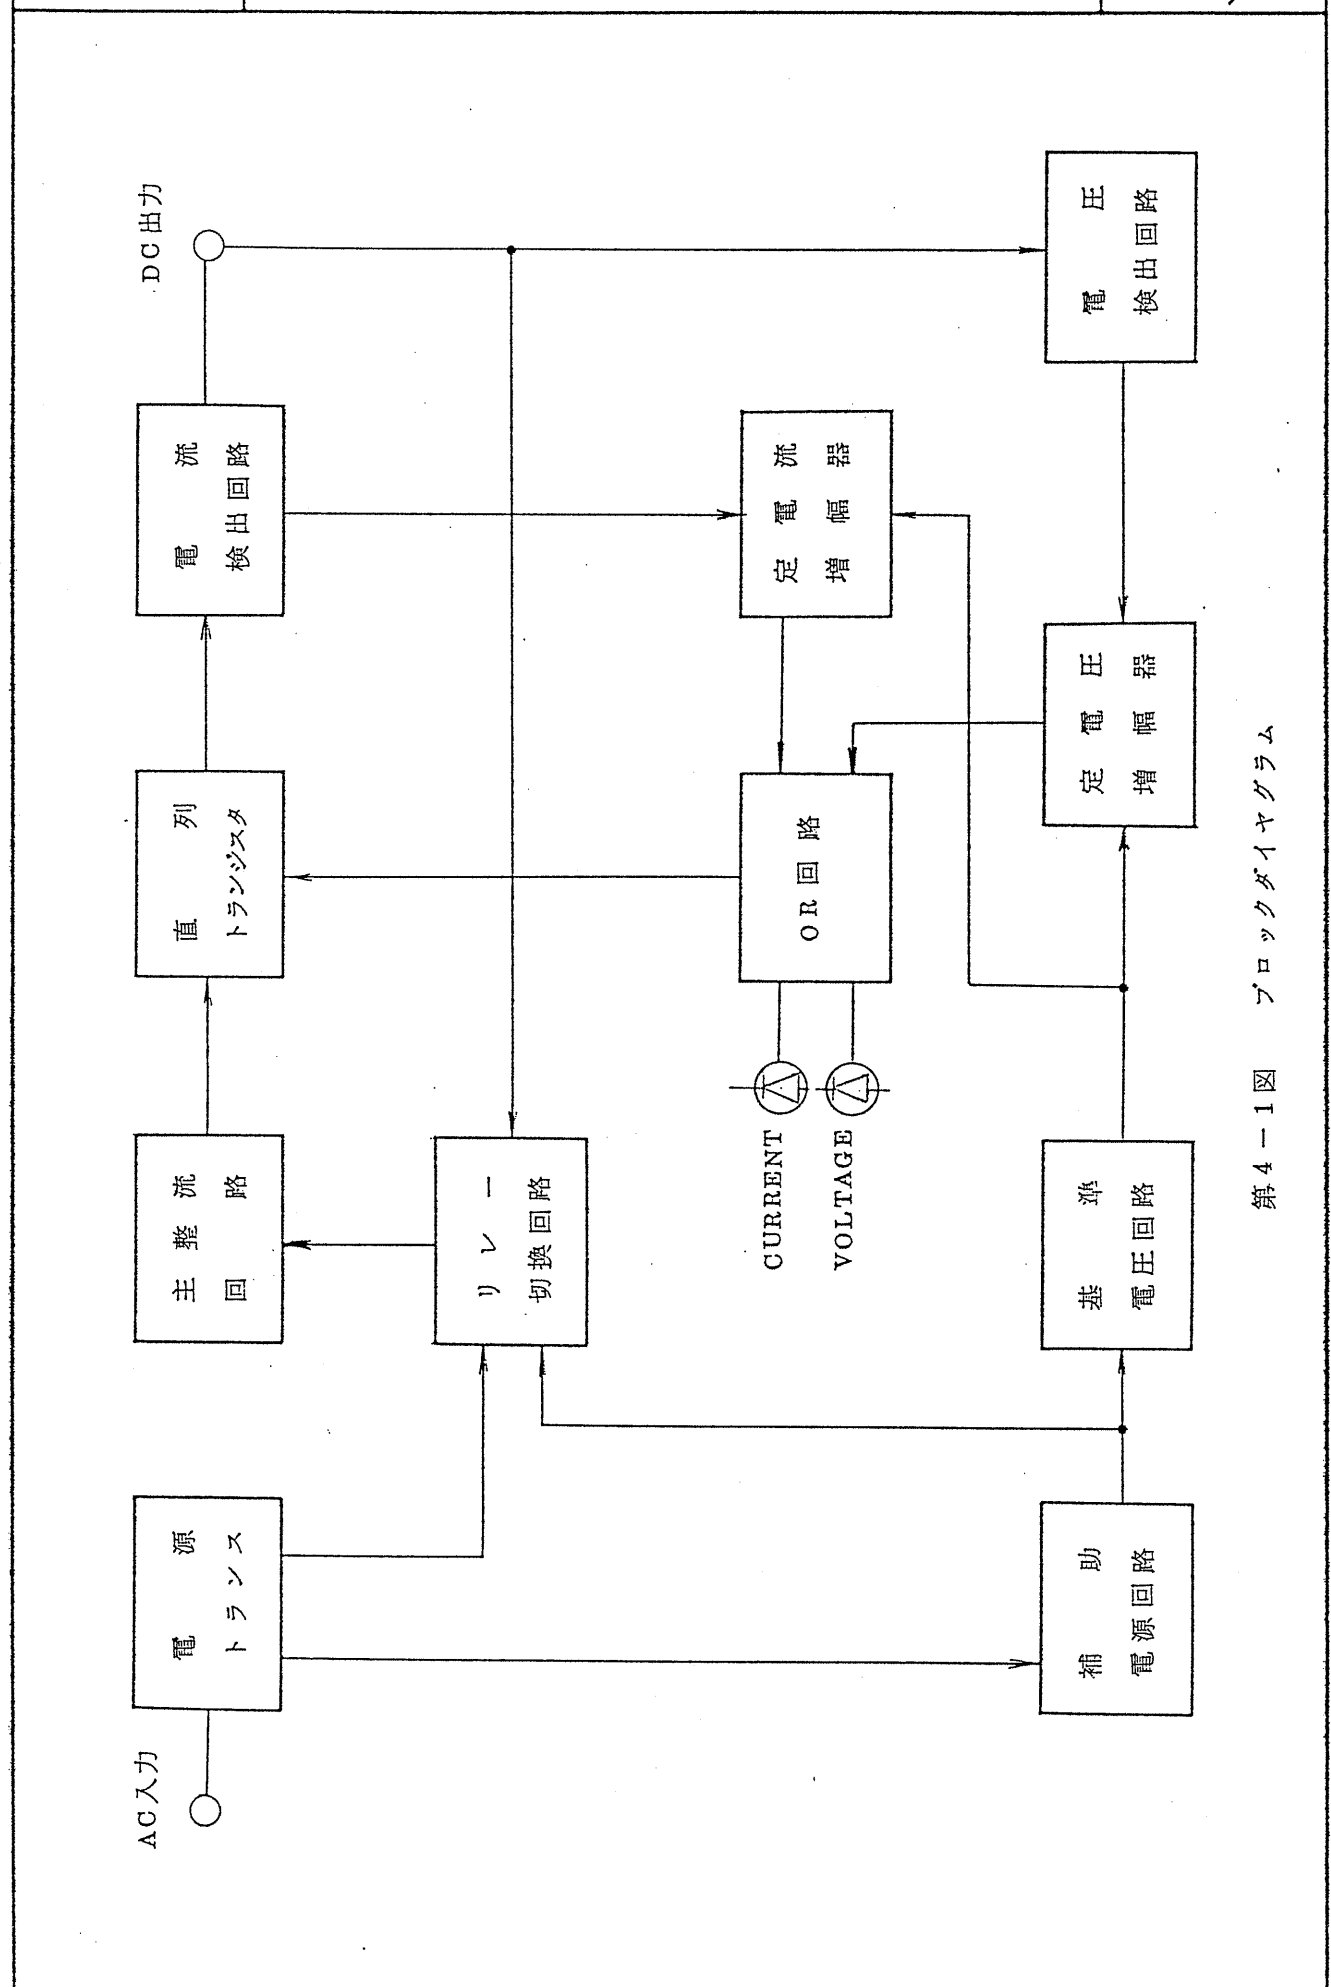 AC入力
電源
トランス
主整流
回路
直列
トランジスタ
電流
検出回路
DC出力
リレー
切換回路
CURRENT
VOLTAGE
OR回路
定電流
増幅器
補助
電源回路
基準
電圧回路
定電圧
増幅器
電圧
検出回路
第4-1図 ブロックダイヤグラム